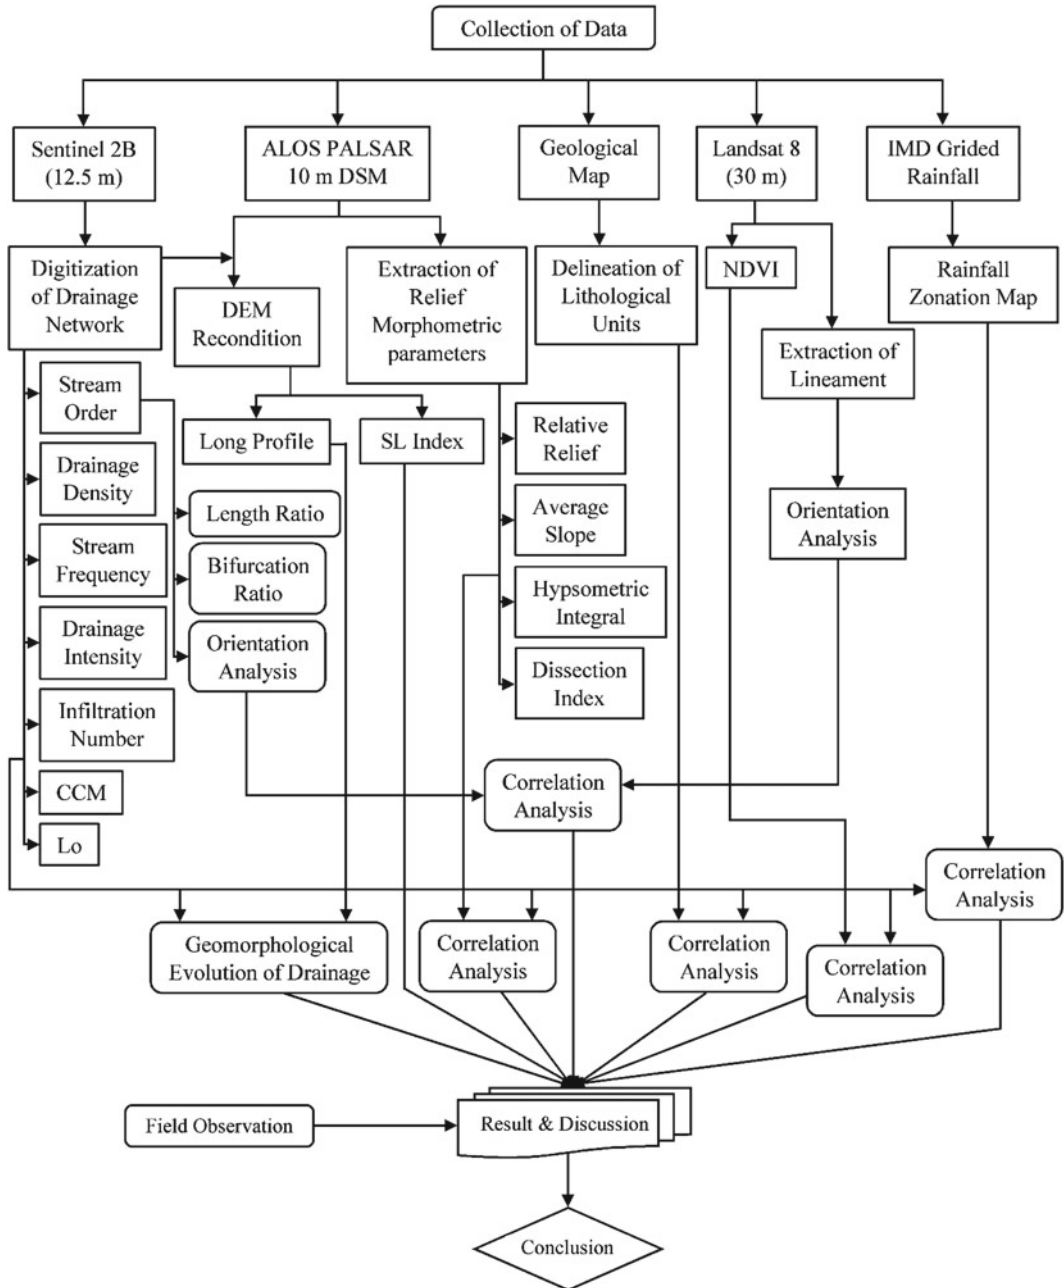 Collection of Data
Sentinel 2B
(12.5 m)
ALOS PALSAR
10 m DSM
Geological
Map
Landsat 8
(30 m)
IMD Grided
Rainfall
Digitization
of Drainage
Network
DEM
Recondition
Extraction of
Relief
Morphometric
parameters
Delineation of
Lithological
Units
NDVI
Rainfall
Zonation Map
Extraction of
Lineament
Stream
Order
Long Profile
SL Index
Relative
Relief
Drainage
Density
Length Ratio
Average
Slope
Orientation
Analysis
Stream
Frequency
Bifurcation
Ratio
Hypsometric
Integral
Drainage
Intensity
Orientation
Analysis
Dissection
Index
Infiltration
Number
CCM
Correlation
Analysis
Lo
Correlation
Analysis
Geomorphological
Evolution of Drainage
Correlation
Analysis
Correlation
Analysis
Correlation
Analysis
Field Observation
Result & Discussion
Conclusion